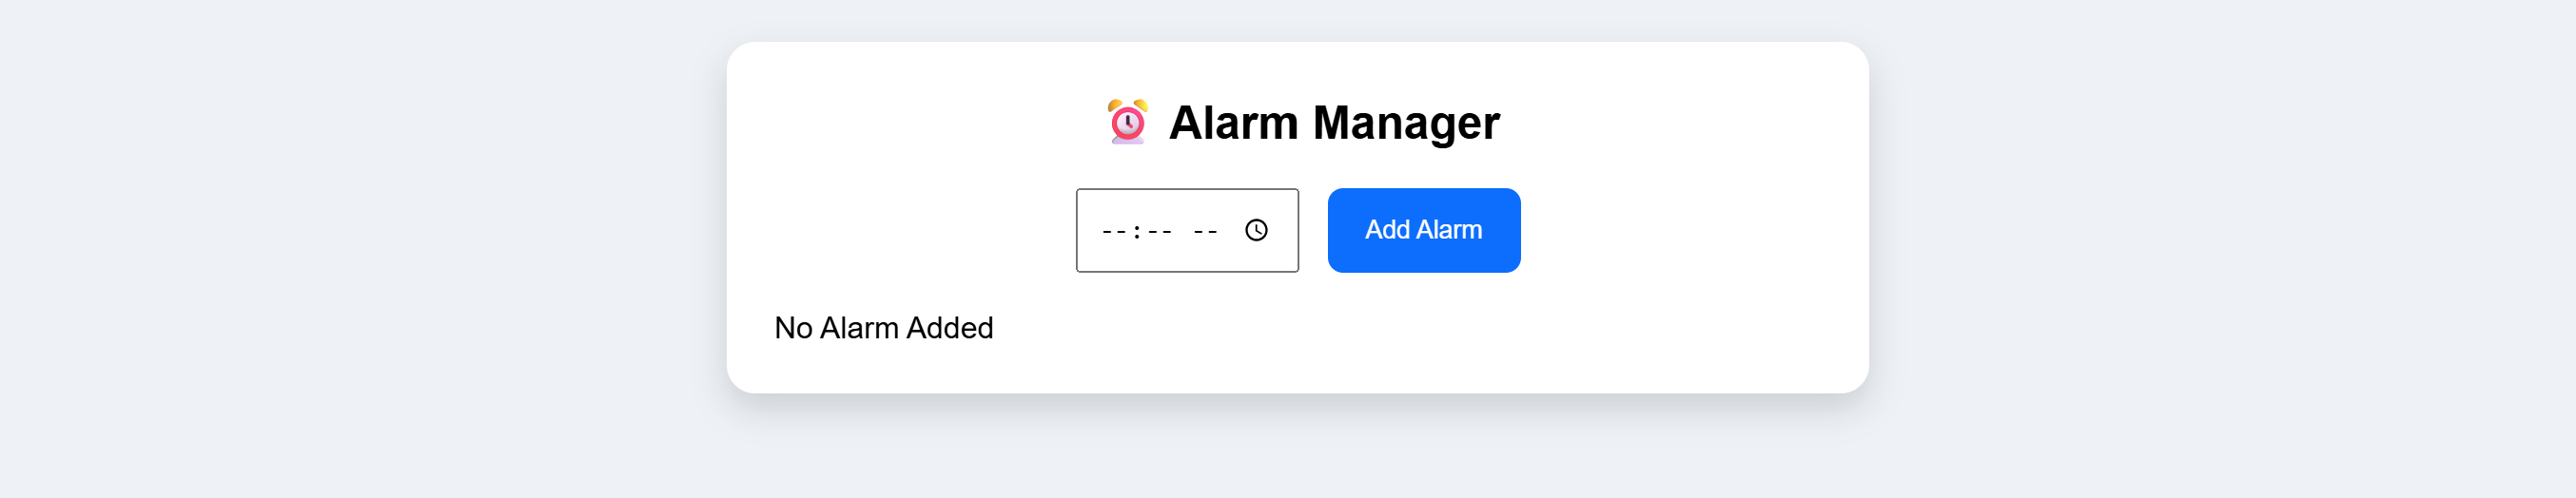 ⏰ Alarm Manager
--:-- -- Add Alarm
No Alarm Added